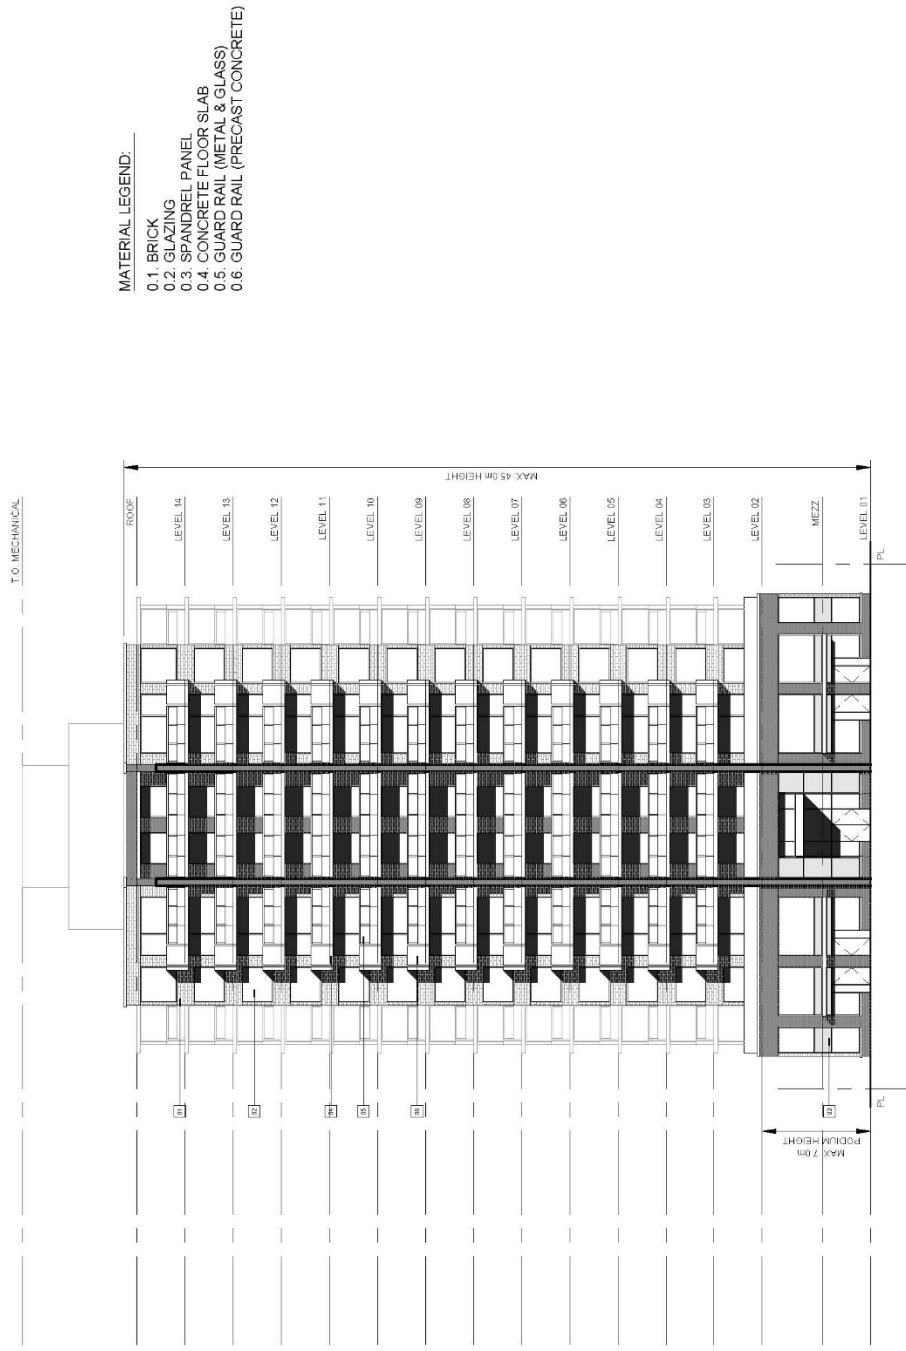 MATERIAL LEGEND:
0.1. BRICK
0.2. GLAZING
0.3. SPANDREL PANEL
0.4. CONCRETE FLOOR SLAB
0.5. GUARD RAIL (METAL & GLASS)
0.6. GUARD RAIL (PRECAST CONCRETE)
T.O. MECHANICAL
ROOF
LEVEL 14
LEVEL 13
LEVEL 12
LEVEL 11
LEVEL 10
LEVEL 09
LEVEL 08
LEVEL 07
LEVEL 06
LEVEL 05
LEVEL 04
LEVEL 03
LEVEL 02
MEZZ
LEVEL 01
MAX. 45.0m HEIGHT
PL
01
02
04
05
06
03
MAX. 7.0m
PODIUM HEIGHT
PL